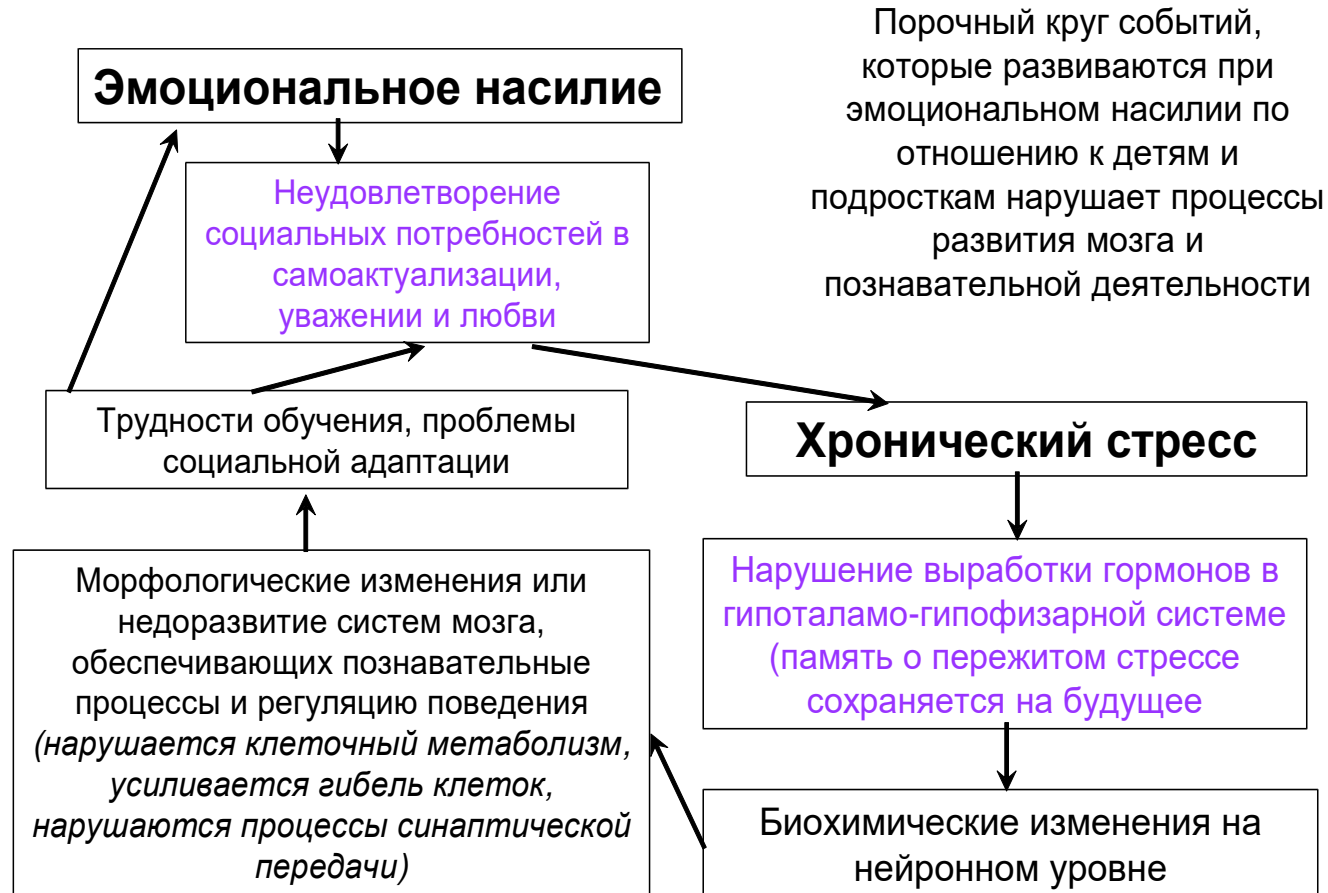 Порочный круг событий,
которые развиваются при
эмоциональном насилии по
отношению к детям и
подросткам нарушает процессы
развития мозга и
познавательной деятельности
Эмоциональное насилие
Неудовлетворение
социальных потребностей в
самоактуализации,
уважении и любви
Трудности обучения, проблемы
социальной адаптации
Хронический стресс
Морфологические изменения или
недоразвитие систем мозга,
обеспечивающих познавательные
процессы и регуляцию поведения
(нарушается клеточный метаболизм,
усиливается гибель клеток,
нарушаются процессы синаптической
передачи)
Нарушение выработки гормонов в
гипоталамо-гипофизарной системе
(память о пережитом стрессе
сохраняется на будущее
Биохимические изменения на
нейронном уровне